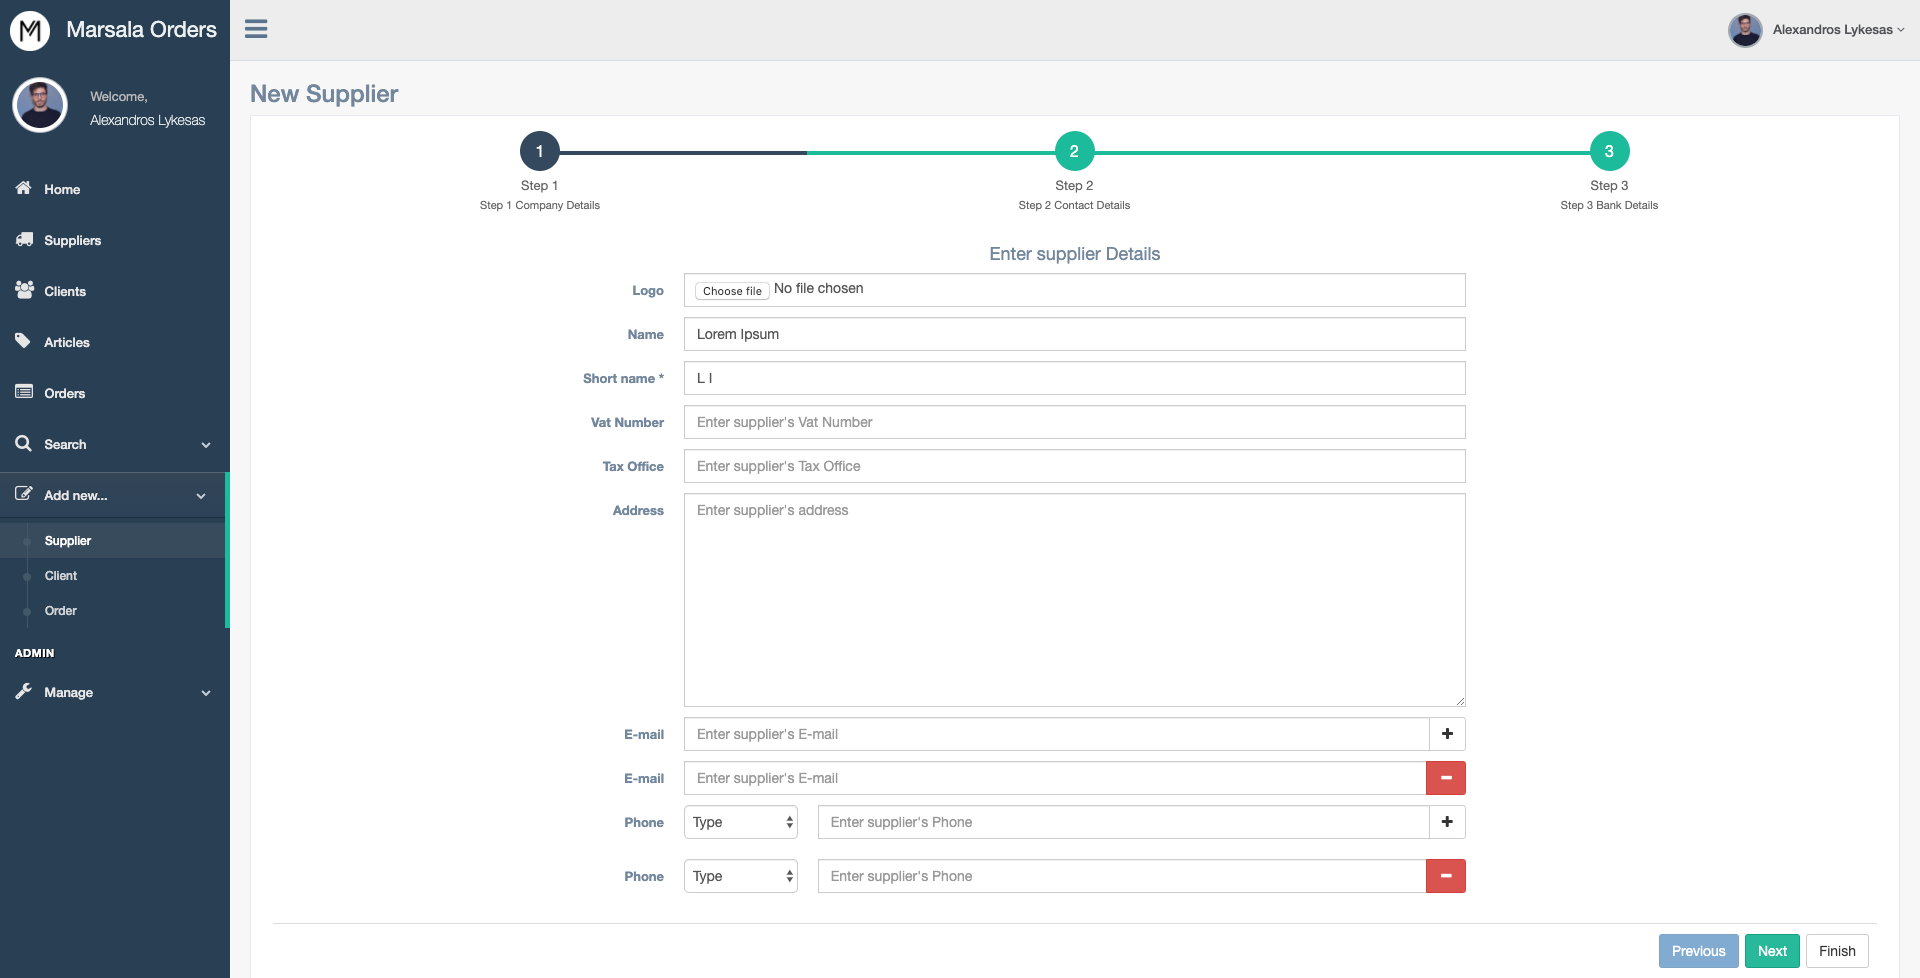 Marsala Orders
Welcome,
Alexandros Lykesas
Home
Suppliers
Clients
Articles
Orders
Search
Add new...
Supplier
Client
Order
ADMIN
Manage
Alexandros Lykesas
New Supplier
1 2 3
Step 1 Step 2 Step 3
Step 1 Company Details Step 2 Contact Details Step 3 Bank Details
Enter supplier Details
Logo Choose file No file chosen
Name Lorem Ipsum
Short name * L I
Vat Number Enter supplier's Vat Number
Tax Office Enter supplier's Tax Office
Address Enter supplier's address
E-mail Enter supplier's E-mail +
E-mail Enter supplier's E-mail −
Phone Type Enter supplier's Phone +
Phone Type Enter supplier's Phone −
Previous Next Finish